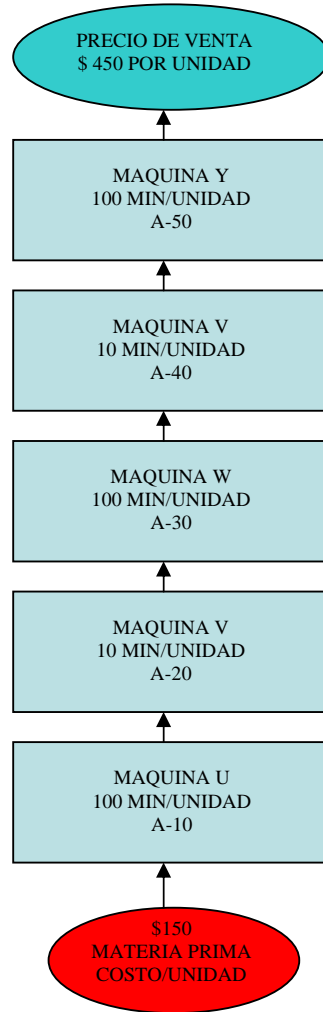 PRECIO DE VENTA
$ 450 POR UNIDAD
MAQUINA Y
100 MIN/UNIDAD
A-50
MAQUINA V
10 MIN/UNIDAD
A-40
MAQUINA W
100 MIN/UNIDAD
A-30
MAQUINA V
10 MIN/UNIDAD
A-20
MAQUINA U
100 MIN/UNIDAD
A-10
$150
MATERIA PRIMA
COSTO/UNIDAD